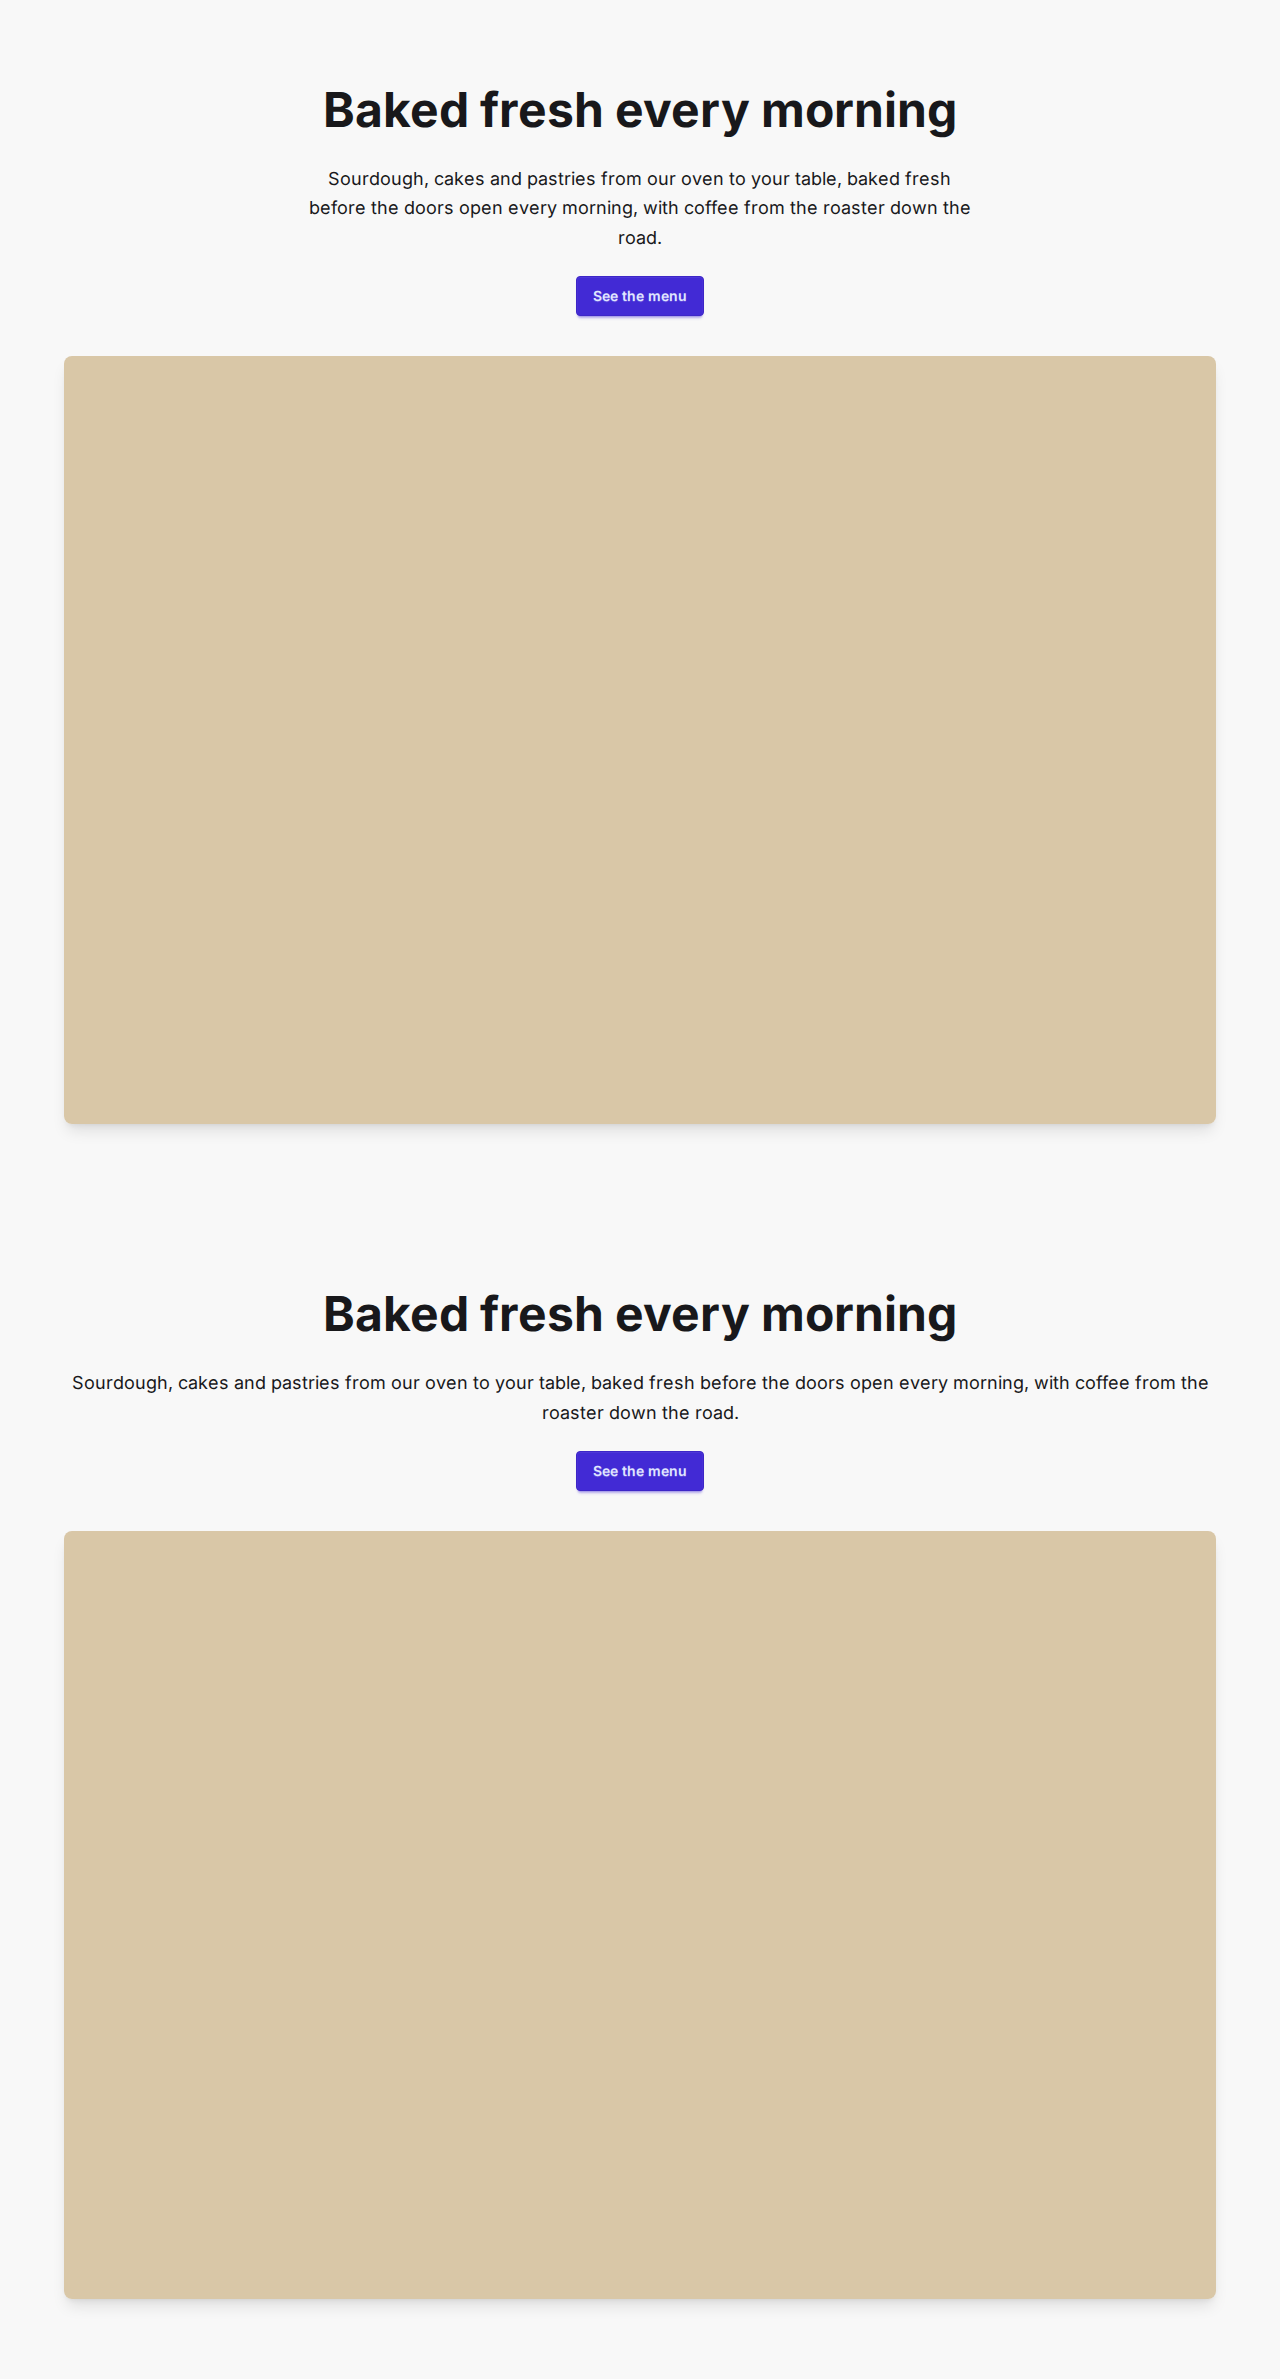 Baked fresh every morning
Sourdough, cakes and pastries from our oven to your table, baked fresh
before the doors open every morning, with coffee from the roaster down the
road.
See the menu
Baked fresh every morning
Sourdough, cakes and pastries from our oven to your table, baked fresh before the doors open every morning, with coffee from the
roaster down the road.
See the menu